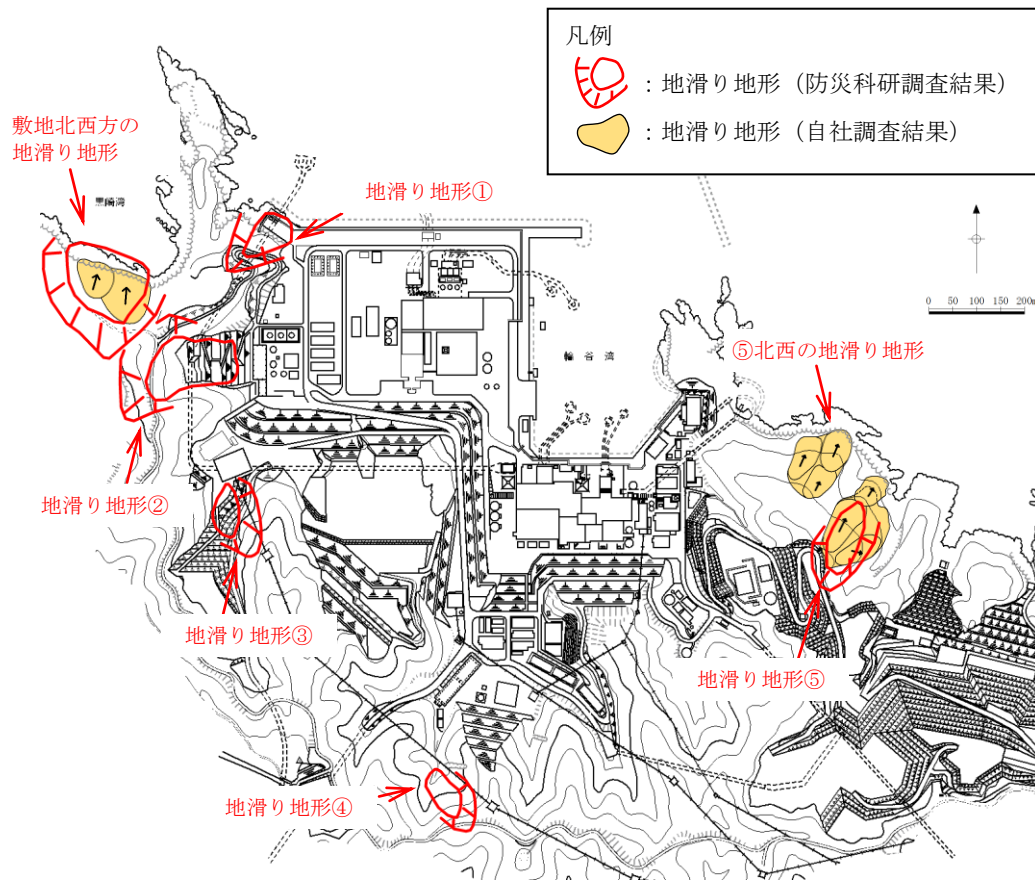 凡例
：地滑り地形（防災科研調査結果）
：地滑り地形（自社調査結果）
敷地北西方の
地滑り地形
地滑り地形①
黒崎湾
0 50 100 150 200m
輪谷湾
⑤北西の地滑り地形
地滑り地形②
地滑り地形③
地滑り地形⑤
地滑り地形④